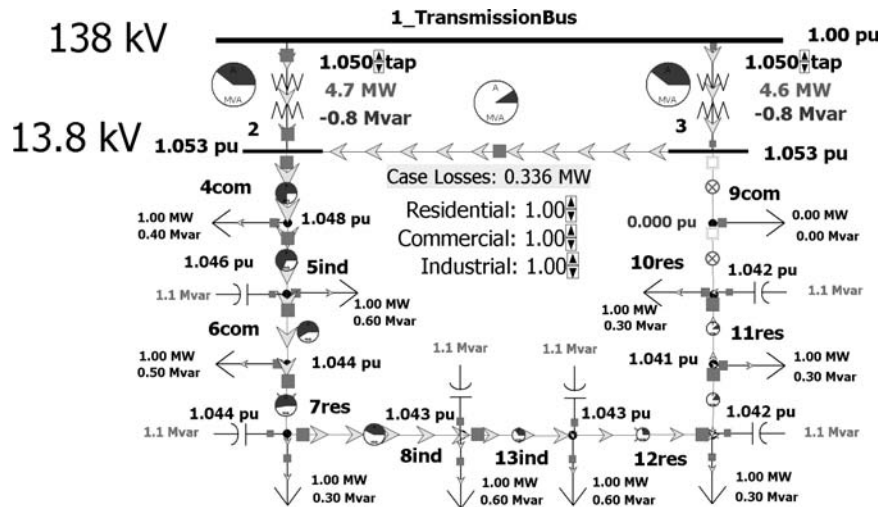 1_TransmissionBus
138 kV
1.00 pu
1.050 tap
1.050 tap
A
MVA
A
MVA
A
MVA
4.7 MW
4.6 MW
-0.8 Mvar
-0.8 Mvar
2
3
13.8 kV
1.053 pu
1.053 pu
Case Losses: 0.336 MW
4com
9com
1.00 MW
0.40 Mvar
1.048 pu
Residential: 1.00
0.000 pu
0.00 MW
0.00 Mvar
Commercial: 1.00
1.046 pu
5ind
Industrial: 1.00
10res
1.042 pu
1.1 Mvar
1.00 MW
0.60 Mvar
1.00 MW
0.30 Mvar
1.1 Mvar
6com
11res
1.00 MW
0.50 Mvar
1.044 pu
1.1 Mvar
1.1 Mvar
1.041 pu
1.00 MW
0.30 Mvar
7res
1.044 pu
1.043 pu
1.043 pu
1.042 pu
1.1 Mvar
1.1 Mvar
8ind
13ind
12res
1.00 MW
0.30 Mvar
1.00 MW
0.60 Mvar
1.00 MW
0.60 Mvar
1.00 MW
0.30 Mvar